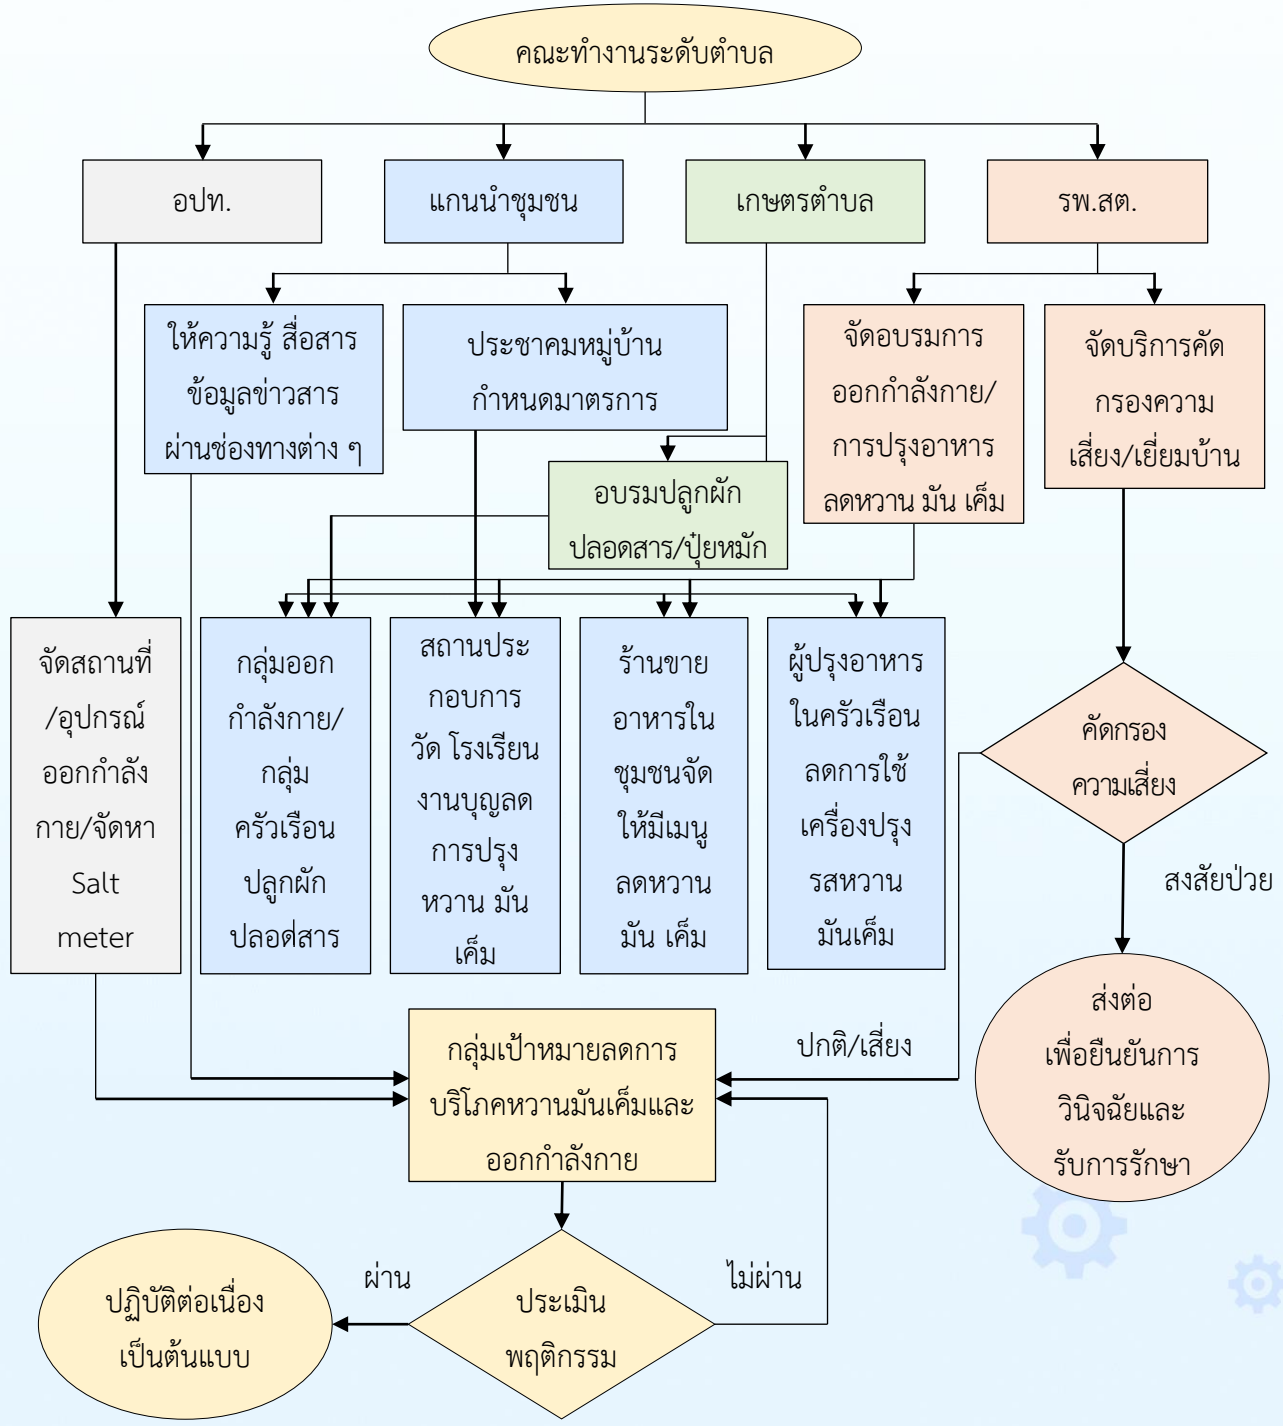 คณะทำงานระดับตำบล
อปท.
แกนนำชุมชน
เกษตรตำบล
รพ.สต.
ให้ความรู้ สื่อสาร
ข้อมูลข่าวสาร
ผ่านช่องทางต่าง ๆ
ประชาคมหมู่บ้าน
กำหนดมาตรการ
จัดอบรมการ
ออกกำลังกาย/
การปรุงอาหาร
ลดหวาน มัน เค็ม
จัดบริการคัด
กรองความ
เสี่ยง/เยี่ยมบ้าน
อบรมปลูกผัก
ปลอดสาร/ปุ๋ยหมัก
จัดสถานที่
/อุปกรณ์
ออกกำลัง
กาย/จัดหา
Salt
meter
กลุ่มออก
กำลังกาย/
กลุ่ม
ครัวเรือน
ปลูกผัก
ปลอดสาร
สถานประ
กอบการ
วัด โรงเรียน
งานบุญลด
การปรุง
หวาน มัน
เค็ม
ร้านขาย
อาหารใน
ชุมชนจัด
ให้มีเมนู
ลดหวาน
มัน เค็ม
ผู้ปรุงอาหาร
ในครัวเรือน
ลดการใช้
เครื่องปรุง
รสหวาน
มันเค็ม
คัดกรอง
ความเสี่ยง
สงสัยป่วย
ส่งต่อ
เพื่อยืนยันการ
วินิจฉัยและ
รับการรักษา
ปกติ/เสี่ยง
กลุ่มเป้าหมายลดการ
บริโภคหวานมันเค็มและ
ออกกำลังกาย
ผ่าน
ไม่ผ่าน
ประเมิน
พฤติกรรม
ปฏิบัติต่อเนื่อง
เป็นต้นแบบ